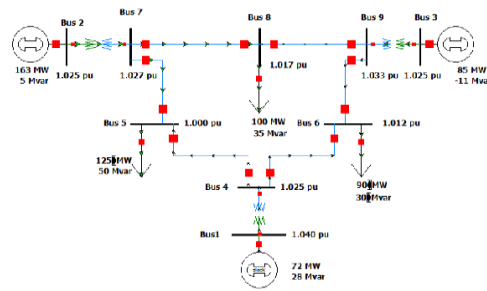 Bus 2
Bus 7
Bus 8
Bus 9
Bus 3
163 MW
5 Mvar
1.025 pu
1.022 pu
1.017 pu
1.033 pu
1.025 pu
85 MW
-11 Mvar
Bus 5
1.000 pu
100 MW
35 Mvar
Bus 6
1.012 pu
125 MW
50 Mvar
90 MW
30 Mvar
Bus 4
1.025 pu
Bus1
1.040 pu
slack
72 MW
28 Mvar